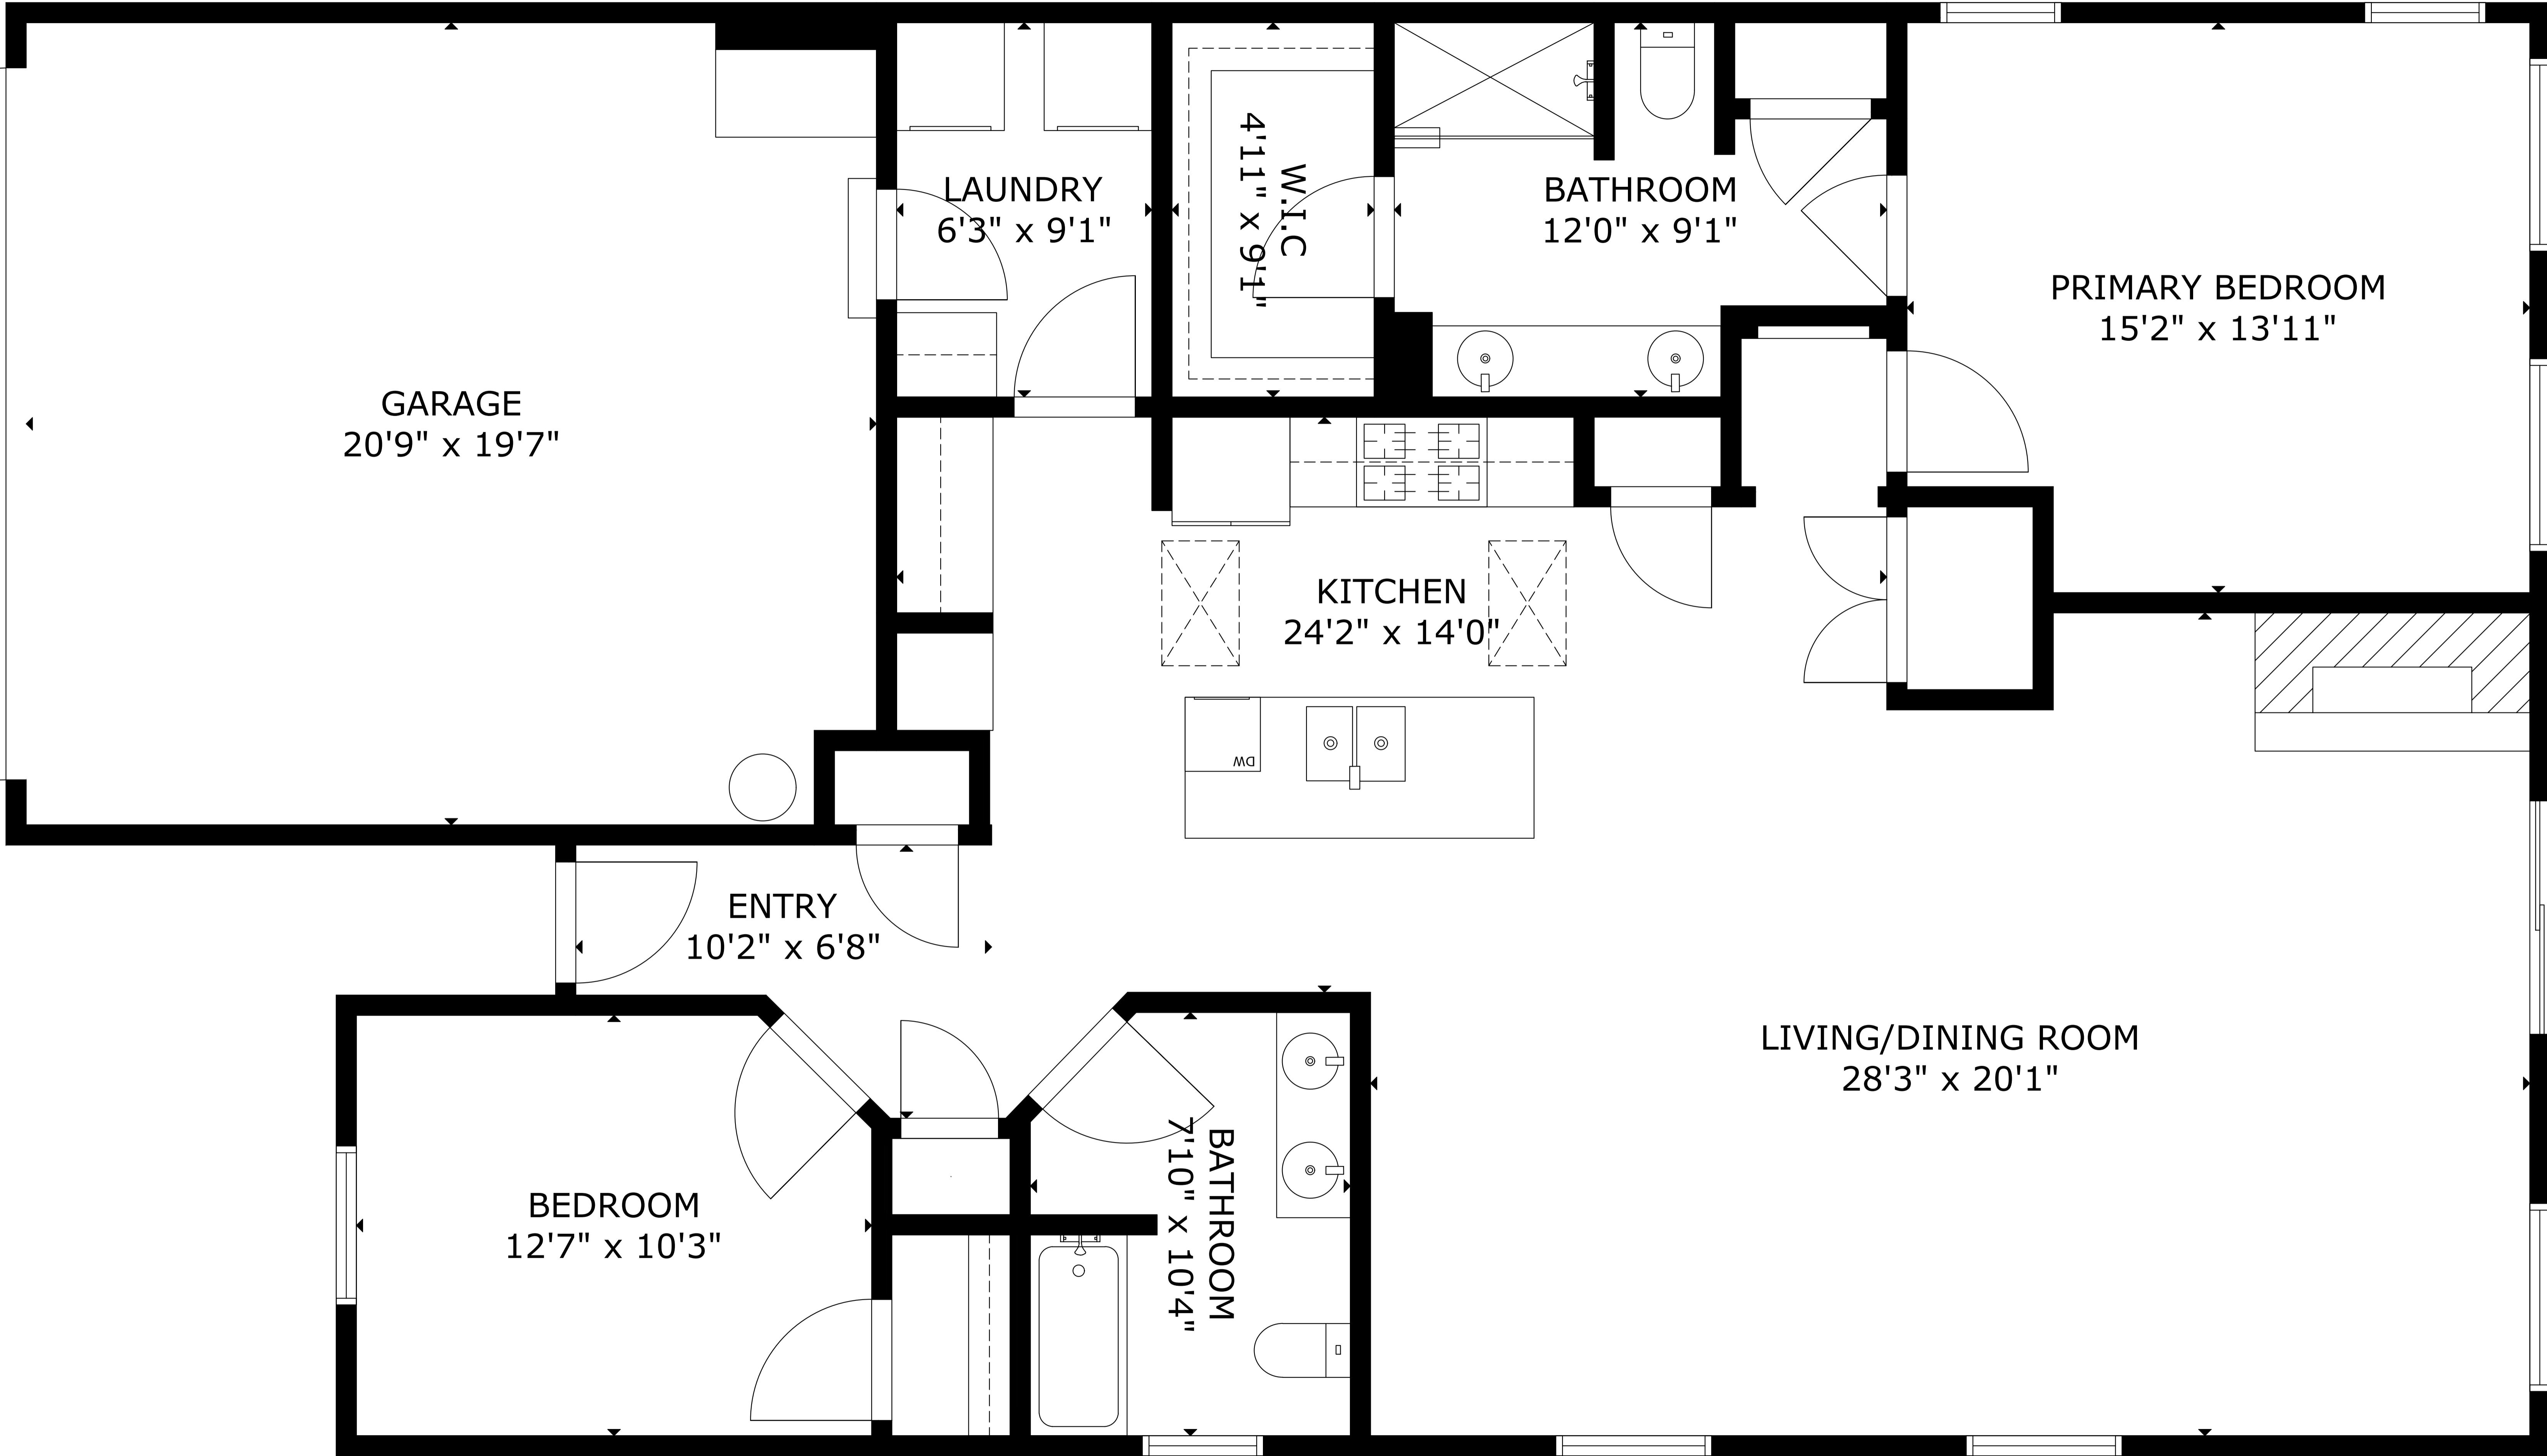 LAUNDRY
6'3" x 9'1"
W.I.C
4'11" x 9'1"
BATHROOM
12'0" x 9'1"
PRIMARY BEDROOM
15'2" x 13'11"
GARAGE
20'9" x 19'7"
KITCHEN
24'2" x 14'0"
DW
ENTRY
10'2" x 6'8"
LIVING/DINING ROOM
28'3" x 20'1"
BEDROOM
12'7" x 10'3"
BATHROOM
7'10" x 10'4"